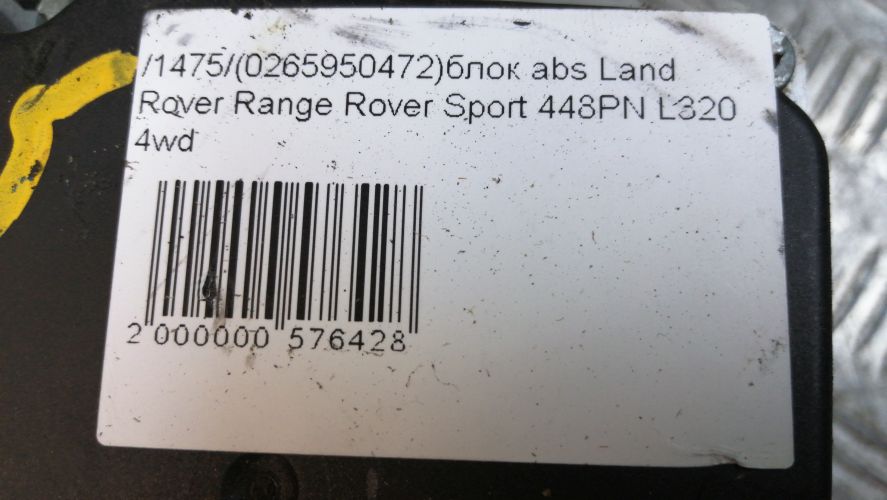 /1475/(0265950472)блок abs Land
Rover Range Rover Sport 448PN L320
4wd
2 000000 576428